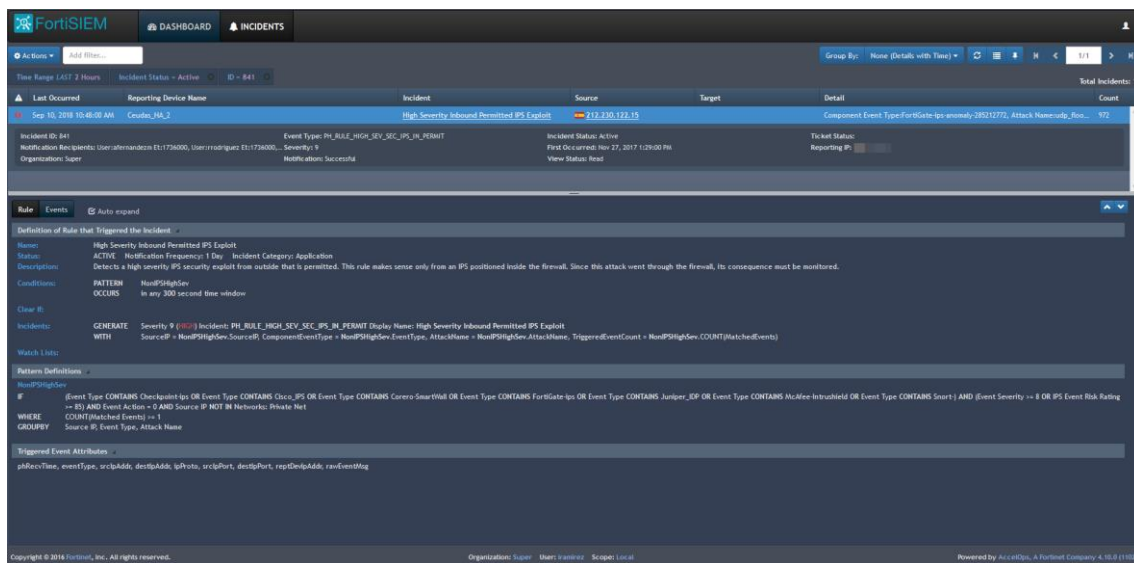 FortiSIEM DASHBOARD INCIDENTS
Actions Add filter... Group By: None (Details with Time) 1/1
Time Range LAST 2 Hours Incident Status = Active ID = 841
Total Incidents:
Last Occurred Reporting Device Name Incident Source Target Detail Count
Sep 10, 2018 10:48:00 AM Ceudas_HA_2 High Severity Inbound Permitted IPS Exploit 212.230.122.15 Component Event Type:FortiGate-ips-anomaly-285212772, Attack Name:udp_floo... 972
Incident ID: 841 Event Type: PH_RULE_HIGH_SEV_SEC_IPS_IN_PERMIT Incident Status: Active Ticket Status:
Notification Recipients: User:afernandezm Et:1736000, User:rrodriguez Et:1736000,... Severity: 9 First Occurred: Nov 27, 2017 1:29:00 PM Reporting IP:
Organization: Super Notification: Successful View Status: Read
Rule Events Auto expand
Definition of Rule that Triggered the Incident
Name: High Severity Inbound Permitted IPS Exploit
Status: ACTIVE Notification Frequency: 1 Day Incident Category: Application
Description: Detects a high severity IPS security exploit from outside that is permitted. This rule makes sense only from an IPS positioned inside the firewall. Since this attack went through the firewall, its consequence must be monitored.
Conditions: PATTERN NonIPSHighSev
OCCURS in any 300 second time window
Clear If:
Incidents: GENERATE Severity 9 (HIGH) Incident: PH_RULE_HIGH_SEV_SEC_IPS_IN_PERMIT Display Name: High Severity Inbound Permitted IPS Exploit
WITH SourceIP = NonIPSHighSev.SourceIP, ComponentEventType = NonIPSHighSev.EventType, AttackName = NonIPSHighSev.AttackName, TriggeredEventCount = NonIPSHighSev.COUNT(MatchedEvents)
Watch Lists:
Pattern Definitions
NonIPSHighSev
IF (Event Type CONTAINS Checkpoint-ips OR Event Type CONTAINS Cisco_IPS OR Event Type CONTAINS Corero-SmartWall OR Event Type CONTAINS FortiGate-ips OR Event Type CONTAINS Juniper_IDP OR Event Type CONTAINS McAfee-Intrushield OR Event Type CONTAINS Snort-) AND (Event Severity >= 8 OR IPS Event Risk Rating
>= 85) AND Event Action = 0 AND Source IP NOT IN Networks: Private Net
WHERE COUNT(Matched Events) >= 1
GROUPBY Source IP, Event Type, Attack Name
Triggered Event Attributes
phRecvTime, eventType, srcIpAddr, destIpAddr, ipProto, srcIpPort, destIpPort, reptDevIpAddr, rawEventMsg
Copyright © 2016 Fortinet, Inc. All rights reserved. Organization: Super User: Scope: Local Powered by AccelOps, A Fortinet Company 4.10.0